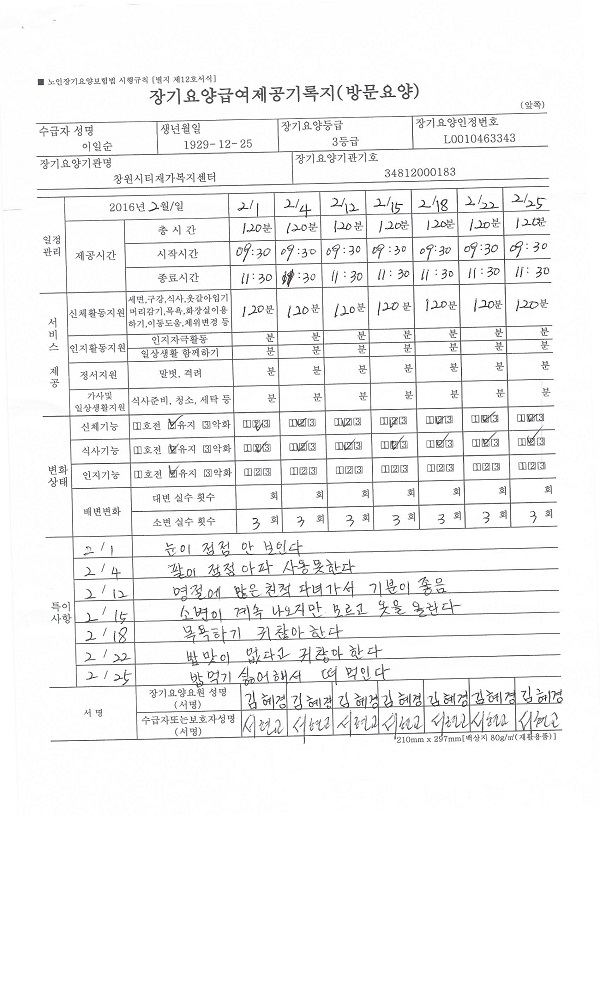 ■ 노인장기요양보험법 시행규칙 [별지 제12호서식]
장기요양급여제공기록지(방문요양)
(앞쪽)
수급자 성명 생년월일 장기요양등급 장기요양인정번호
이일순 1929-12-25 3등급 L0010463343
장기요양기관명 장기요양기관기호
창원시티재가복지센터 34812000183
2016년 2월/일 2/1 2/4 2/12 2/15 2/18 2/22 2/25
일정관리 제공시간 총 시 간 120분 120분 120분 120분 120분 120분 120분
시작시간 09:30 09:30 09:30 09:30 09:30 09:30 09:30
종료시간 11:30 11:30 11:30 11:30 11:30 11:30 11:30
서비스 제공 신체활동지원 세면,구강,식사,옷갈아입기
머리감기,목욕,화장실이용
하기,이동도움,체위변경 등 120분 120분 120분 120분 120분 120분 120분
인지활동지원 인지자극활동 분 분 분 분 분 분 분
일상생활 함께하기 분 분 분 분 분 분 분
정서지원 말벗, 격려 분 분 분 분 분 분 분
가사및 일상생활지원 식사준비, 청소, 세탁 등 분 분 분 분 분 분 분
변화상태 신체기능 1호전 2유지 3악화 123 123 123 123 123 123 123
식사기능 1호전 2유지 3악화 123 123 123 123 123 123 123
인지기능 1호전 2유지 3악화 123 123 123 123 123 123 123
배변변화 대변 실수 횟수 회 회 회 회 회 회 회
소변 실수 횟수 3회 3회 3회 3회 3회 3회 3회
특이사항
2/1 눈이 점점 안 보인다
2/4 팔이 점점 아파 사용못한다
2/12 명절에 많은 친척 다녀가서 기분이 좋음
2/15 소변이 계속 나오지만 모르고 옷을 올린다
2/18 목욕하기 귀찮아한다
2/22 밥맛이 없다고 귀찮아한다
2/25 밥먹기 싫어해서 떠 먹인다
서 명 장기요양요원 성명
(서명) 김혜경 김혜경 김혜경 김혜경 김혜경 김혜경 김혜경
수급자또는보호자성명
(서명)
210mm x 297mm[백상지 80g/㎡(재활용품)]